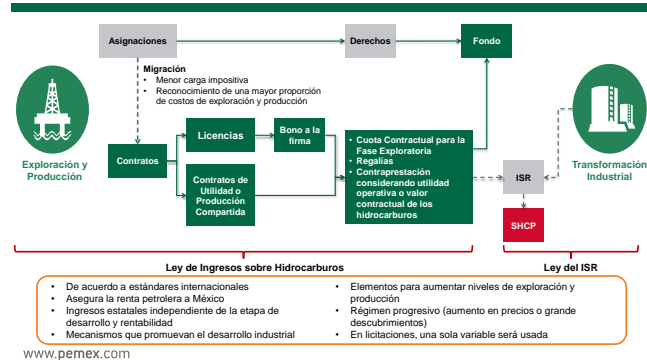 Asignaciones
Derechos
Fondo
Migración
• Menor carga impositiva
• Reconocimiento de una mayor proporción
de costos de exploración y producción
Exploración y
Producción
Contratos
Licencias
Bono a la
firma
Contratos de
Utilidad o
Producción
Compartida
• Cuota Contractual para la
Fase Exploratoria
• Regalías
• Contraprestación
considerando utilidad
operativa o valor
contractual de los
hidrocarburos
ISR
SHCP
Transformación
Industrial
Ley de Ingresos sobre Hidrocarburos
Ley del ISR
• De acuerdo a estándares internacionales
• Asegura la renta petrolera a México
• Ingresos estatales independiente de la etapa de
desarrollo y rentabilidad
• Mecanismos que promuevan el desarrollo industrial
• Elementos para aumentar niveles de exploración y
producción
• Régimen progresivo (aumento en precios o grande
descubrimientos)
• En licitaciones, una sola variable será usada
www.pemex.com